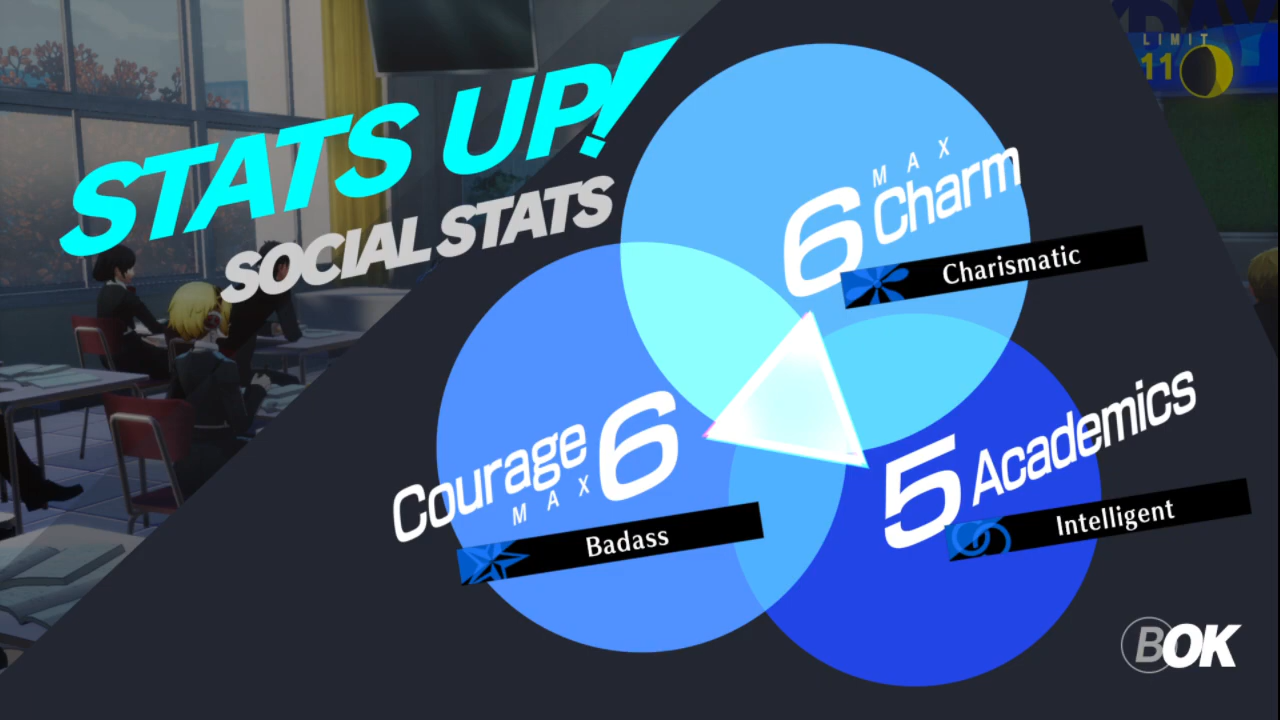 STATS UP!
SOCIAL STATS
LIMIT
11
MAX
6 Charm
Charismatic
Courage 6
MAX
Badass
5 Academics
Intelligent
B OK